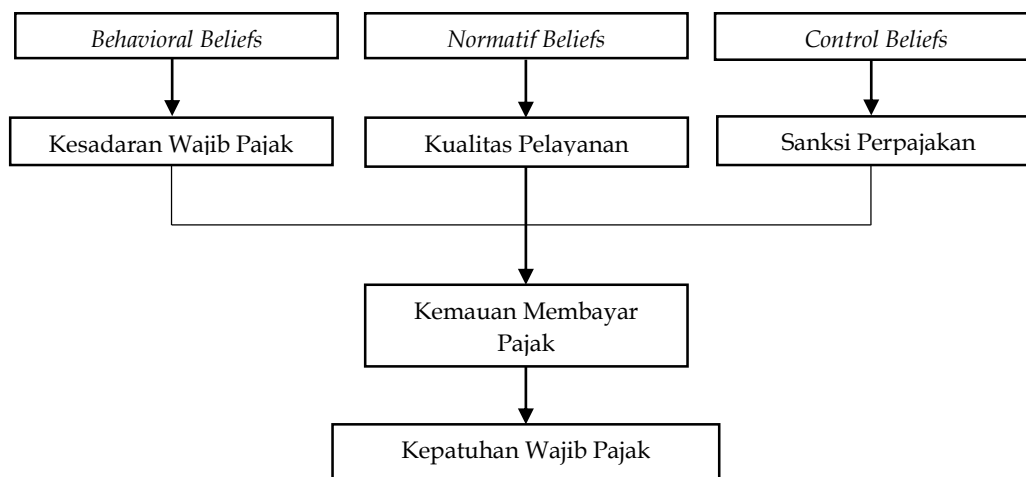 Behavioral Beliefs
Normatif Beliefs
Control Beliefs
Kesadaran Wajib Pajak
Kualitas Pelayanan
Sanksi Perpajakan
Kemauan Membayar
Pajak
Kepatuhan Wajib Pajak